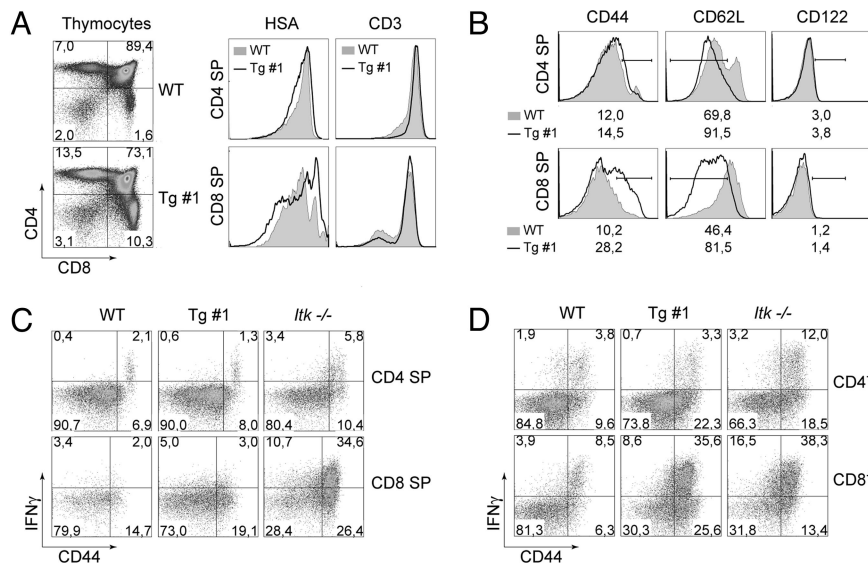 A
Thymocytes
7,0 89,4
2,0 1,6
WT
13,5 73,1
3,1 10,3
Tg #1
CD4
CD8
HSA CD3
WT WT
Tg #1 Tg #1
CD4 SP
CD8 SP
B
CD44 CD62L CD122
CD4 SP
WT 12,0 69,8 3,0
Tg #1 14,5 91,5 3,8
CD8 SP
WT 10,2 46,4 1,2
Tg #1 28,2 81,5 1,4
C
WT Tg #1 Itk -/-
0,4 2,1 0,6 1,3 3,4 5,8
CD4 SP
90,7 6,9 90,0 8,0 80,4 10,4
3,4 2,0 5,0 3,0 10,7 34,6
CD8 SP
79,9 14,7 73,0 19,1 28,4 26,4
IFNγ
CD44
D
WT Tg #1 Itk -/-
1,9 3,8 0,7 3,3 3,2 12,0
CD4+
84,8 9,6 73,8 22,3 66,3 18,5
3,9 8,5 8,6 35,6 16,5 38,3
CD8+
81,3 6,3 30,3 25,6 31,8 13,4
IFNγ
CD44